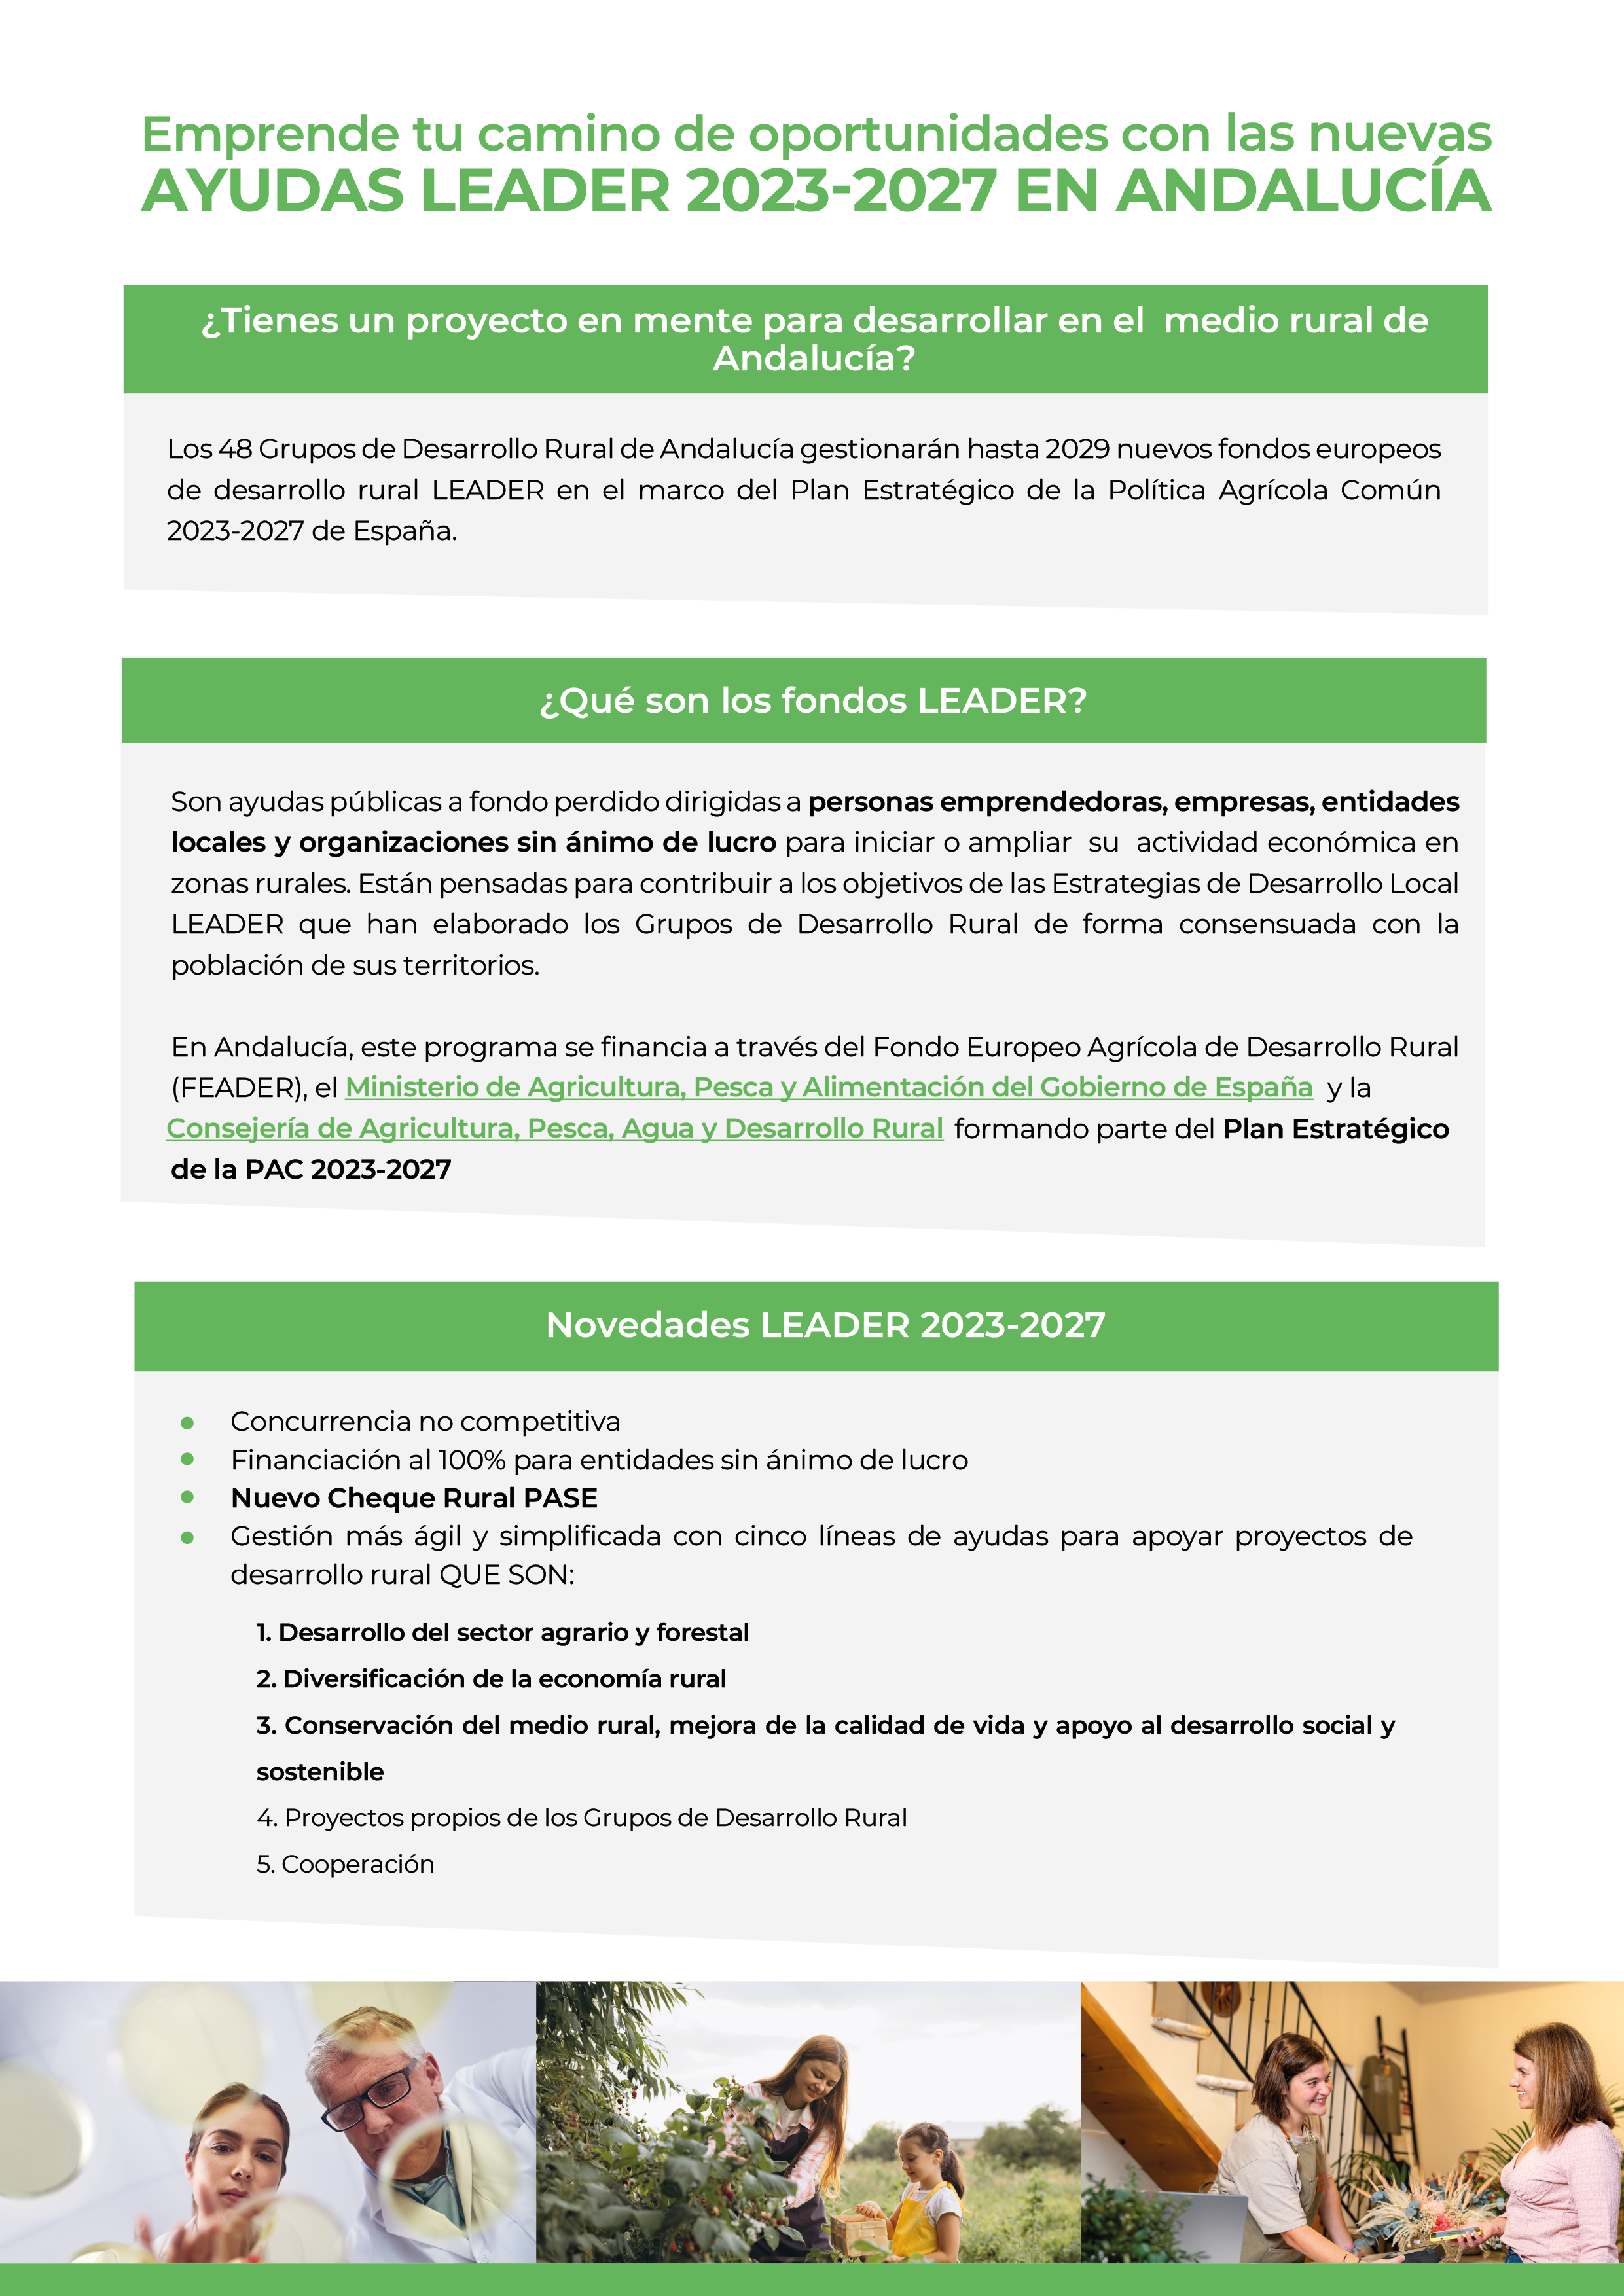 Emprende tu camino de oportunidades con las nuevas
AYUDAS LEADER 2023-2027 EN ANDALUCÍA
¿Tienes un proyecto en mente para desarrollar en el medio rural de
Andalucía?
Los 48 Grupos de Desarrollo Rural de Andalucía gestionarán hasta 2029 nuevos fondos europeos
de desarrollo rural LEADER en el marco del Plan Estratégico de la Política Agrícola Común
2023-2027 de España.
¿Qué son los fondos LEADER?
Son ayudas públicas a fondo perdido dirigidas a personas emprendedoras, empresas, entidades
locales y organizaciones sin ánimo de lucro para iniciar o ampliar su actividad económica en
zonas rurales. Están pensadas para contribuir a los objetivos de las Estrategias de Desarrollo Local
LEADER que han elaborado los Grupos de Desarrollo Rural de forma consensuada con la
población de sus territorios.
En Andalucía, este programa se financia a través del Fondo Europeo Agrícola de Desarrollo Rural
(FEADER), el Ministerio de Agricultura, Pesca y Alimentación del Gobierno de España y la
Consejería de Agricultura, Pesca, Agua y Desarrollo Rural formando parte del Plan Estratégico
de la PAC 2023-2027
Novedades LEADER 2023-2027
● Concurrencia no competitiva
● Financiación al 100% para entidades sin ánimo de lucro
● Nuevo Cheque Rural PASE
● Gestión más ágil y simplificada con cinco líneas de ayudas para apoyar proyectos de
desarrollo rural QUE SON:
1. Desarrollo del sector agrario y forestal
2. Diversificación de la economía rural
3. Conservación del medio rural, mejora de la calidad de vida y apoyo al desarrollo social y
sostenible
4. Proyectos propios de los Grupos de Desarrollo Rural
5. Cooperación